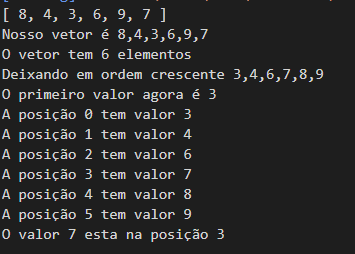 [ 8, 4, 3, 6, 9, 7 ]
Nosso vetor é 8,4,3,6,9,7
O vetor tem 6 elementos
Deixando em ordem crescente 3,4,6,7,8,9
O primeiro valor agora é 3
A posição 0 tem valor 3
A posição 1 tem valor 4
A posição 2 tem valor 6
A posição 3 tem valor 7
A posição 4 tem valor 8
A posição 5 tem valor 9
O valor 7 esta na posição 3